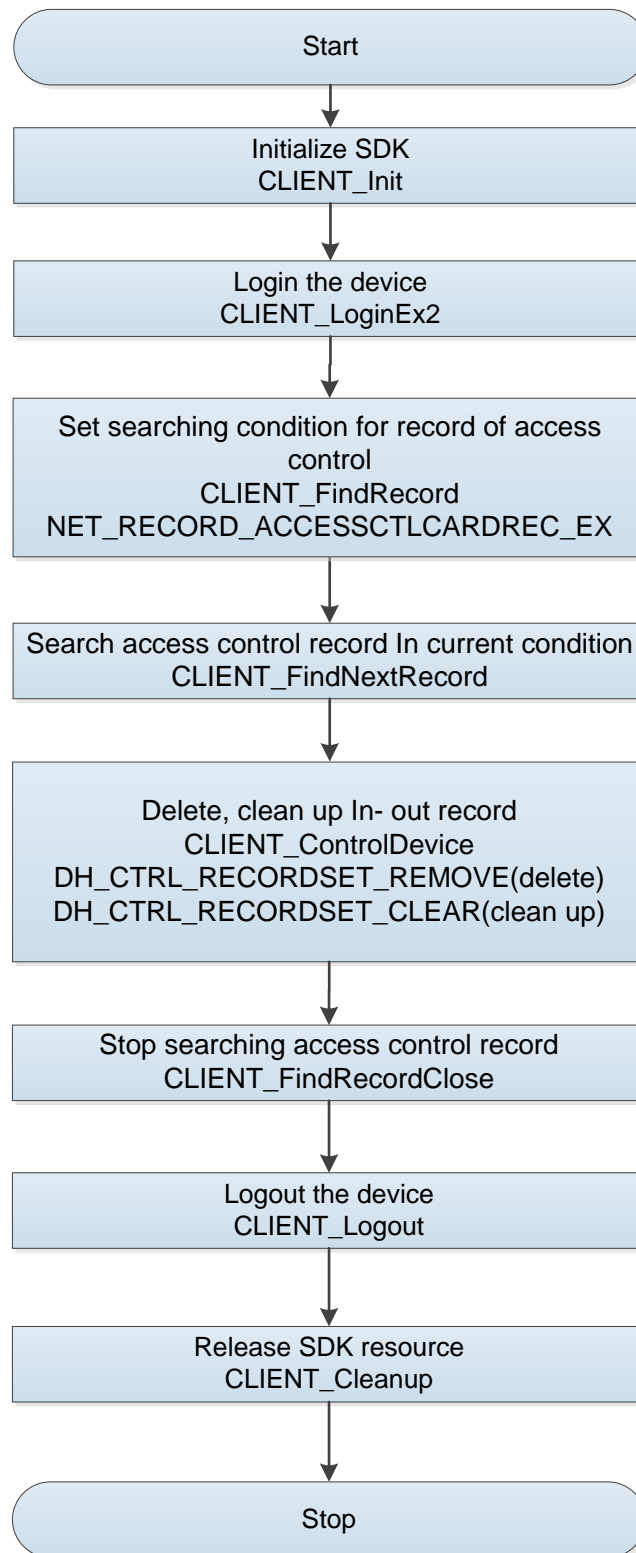 Start
Initialize SDK
CLIENT_Init
Login the device
CLIENT_LoginEx2
Set searching condition for record of access
control
CLIENT_FindRecord
NET_RECORD_ACCESSCTLCARDREC_EX
Search access control record In current condition
CLIENT_FindNextRecord
Delete, clean up In- out record
CLIENT_ControlDevice
DH_CTRL_RECORDSET_REMOVE(delete)
DH_CTRL_RECORDSET_CLEAR(clean up)
Stop searching access control record
CLIENT_FindRecordClose
Logout the device
CLIENT_Logout
Release SDK resource
CLIENT_Cleanup
Stop